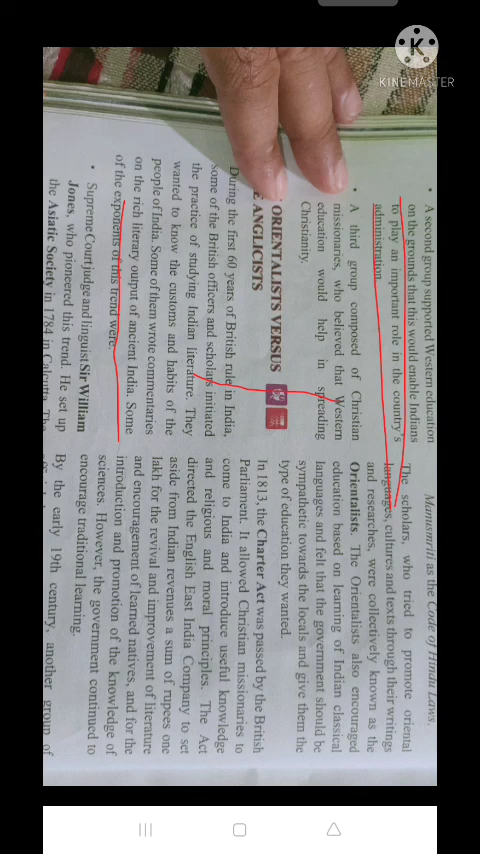 KINEMASTER
• A second group supported Western education
on the grounds that this would enable Indians
to play an important role in the country's
administration.
• A third group composed of Christian
missionaries, who believed that Western
education would help in spreading
Christianity.
ORIENTALISTS VERSUS
ANGLICISTS
During the first 60 years of British rule in India,
some of the British officers and scholars initiated
the practice of studying Indian literature. They
wanted to know the customs and habits of the
people of India. Some of them wrote commentaries
on the rich literary output of ancient India. Some
of the exponents of this trend were:
• Supreme Court judge and linguist Sir William
Jones, who pioneered this trend. He set up
the Asiatic Society in 1784 in Calcutta. The
Manusmriti as the Code of Hindu Laws.
The scholars, who tried to promote oriental
languages, cultures and texts through their writings
and researches, were collectively known as the
Orientalists. The Orientalists also encouraged
education based on learning of Indian classical
languages and felt that the government should be
sympathetic towards the locals and give them the
type of education they wanted.
In 1813, the Charter Act was passed by the British
Parliament. It allowed Christian missionaries to
come to India and introduce useful knowledge
and religious and moral principles. The Act
directed the English East India Company to set
aside from Indian revenues a sum of rupees one
lakh for the revival and improvement of literature
and encouragement of learned natives, and for the
introduction and promotion of the knowledge of
sciences. However, the government continued to
encourage traditional learning.
By the early 19th century, another group of